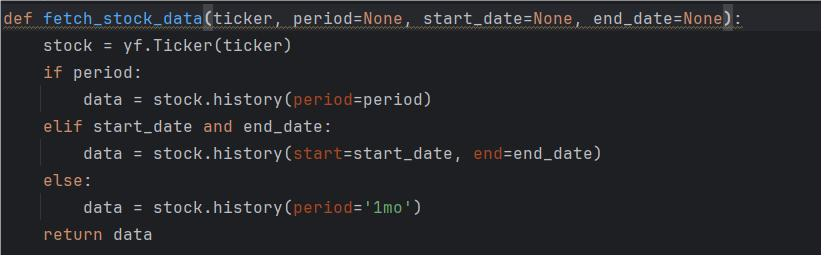 def fetch_stock_data(ticker, period=None, start_date=None, end_date=None):
    stock = yf.Ticker(ticker)
    if period:
        data = stock.history(period=period)
    elif start_date and end_date:
        data = stock.history(start=start_date, end=end_date)
    else:
        data = stock.history(period='1mo')
    return data